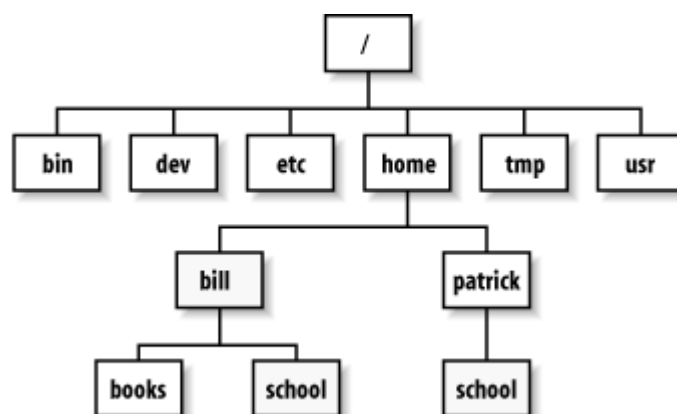 /
bin dev etc home tmp usr
bill patrick
books school school